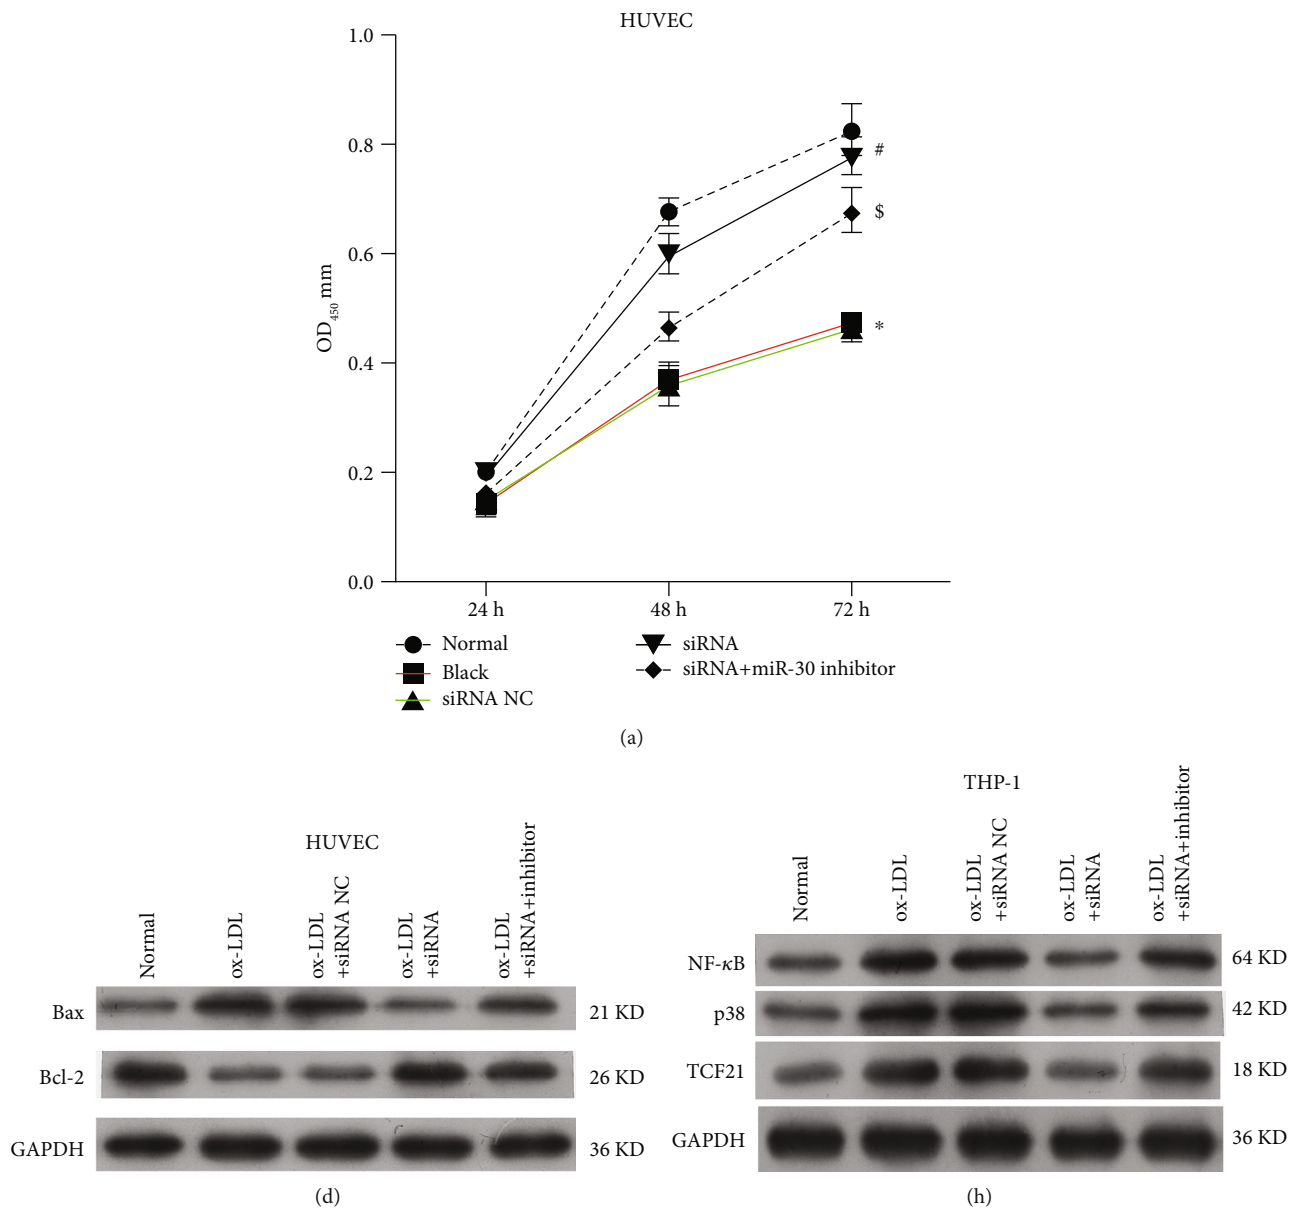 HUVEC
1.0
0.8
0.6
0.4
0.2
0.0
OD450 mm
24 h
48 h
72 h
#
$
*
Normal
Black
siRNA NC
siRNA
siRNA+miR-30 inhibitor
(a)
HUVEC
Normal
ox-LDL
ox-LDL
+siRNA NC
ox-LDL
+siRNA
ox-LDL
+siRNA+inhibitor
Bax
21 KD
Bcl-2
26 KD
GAPDH
36 KD
(d)
THP-1
Normal
ox-LDL
ox-LDL
+siRNA NC
ox-LDL
+siRNA
ox-LDL
+siRNA+inhibitor
NF-κB
64 KD
p38
42 KD
TCF21
18 KD
GAPDH
36 KD
(h)